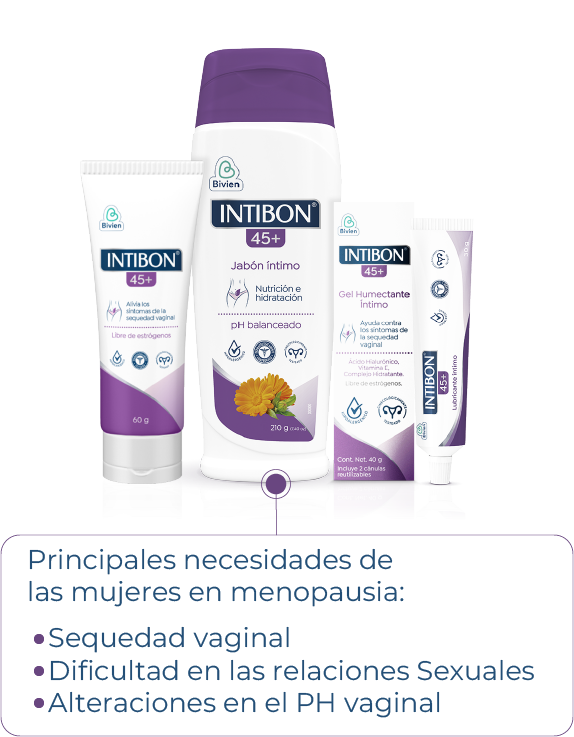 Bivien
INTIBON®
45+
Alivia los
síntomas de la
sequedad vaginal
Libre de estrógenos
60 g
Bivien
INTIBON®
45+
Jabón íntimo
Nutrición e
hidratación
pH balanceado
210 g
Bivien
INTIBON®
45+
Gel Humectante
Íntimo
Ayuda contra
los síntomas de
la sequedad
vaginal
Ácido Hialurónico,
Vitamina E,
Complejo Hidratante.
Libre de estrógenos.
Cont. Net. 40 g
Incluye 2 cánulas
reutilizables
Bivien
INTIBON
45+
Lubricante íntimo
Principales necesidades de
las mujeres en menopausia:
•Sequedad vaginal
•Dificultad en las relaciones Sexuales
•Alteraciones en el PH vaginal